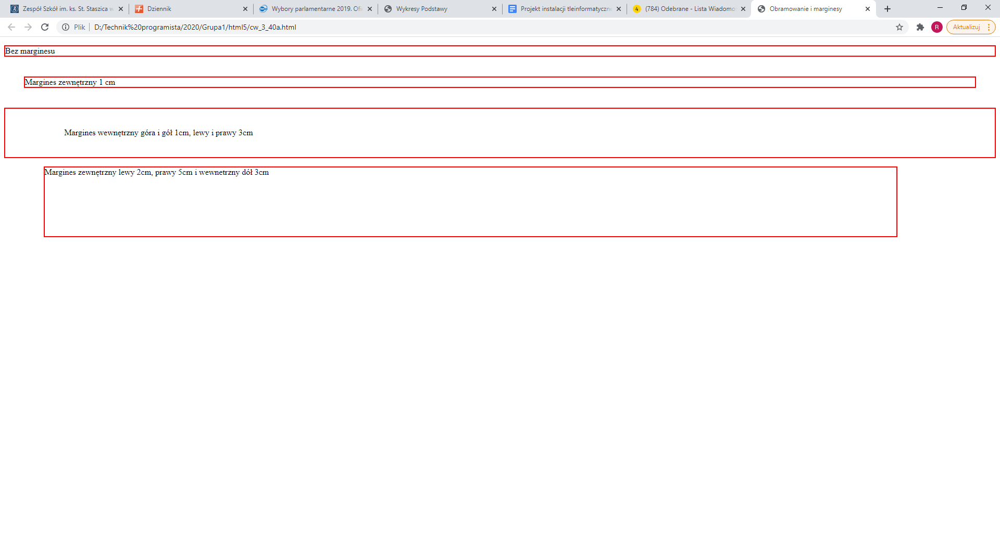 Zespół Szkół im. ks. St. Staszica w
Dziennik
Wybory parlamentarne 2019. Ofi
Wykresy Podstawy
Projekt instalacji tleinformatyczne
4
(784) Odebrane - Lista Wiadomo
Obramowanie i marginesy
Plik
D:/Technik%20programista/2020/Grupa1/html5/cw_3_40a.html
R
Aktualizuj
Bez marginesu
Margines zewnętrzny 1 cm
Margines wewnętrzny góra i gół 1cm, lewy i prawy 3cm
Margines zewnętrzny lewy 2cm, prawy 5cm i wewnetrzny dół 3cm